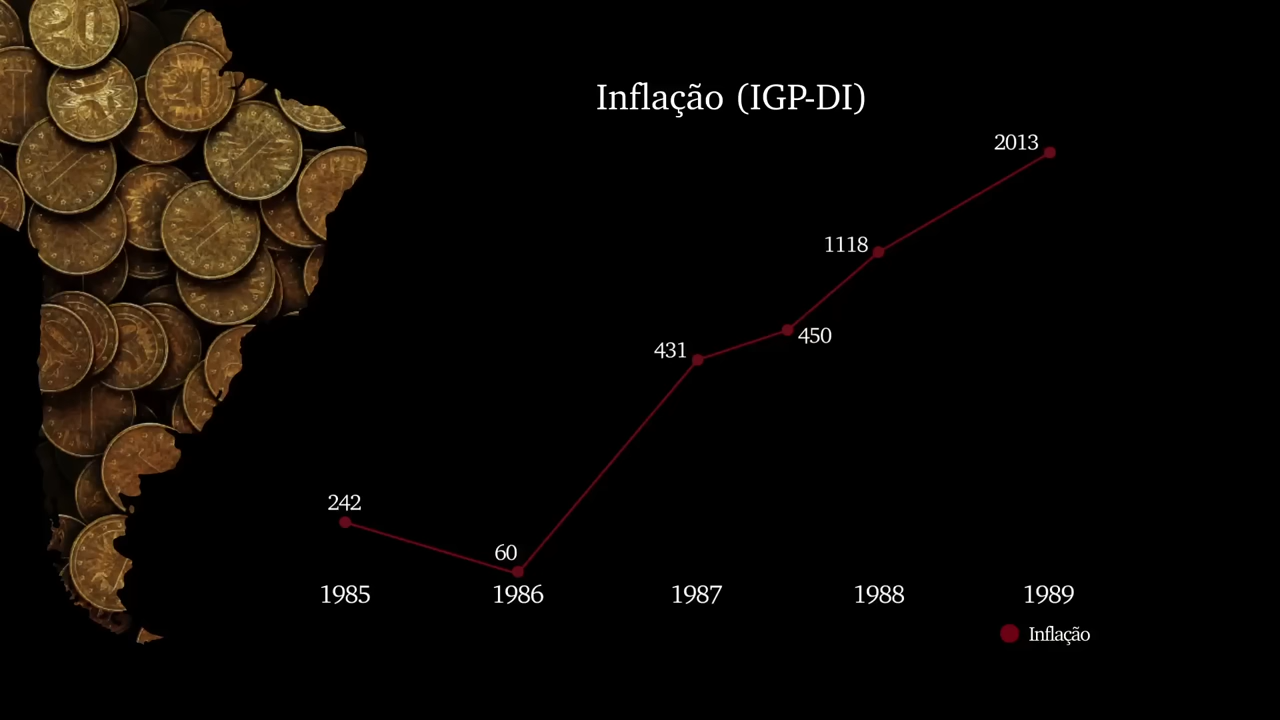 Inflação (IGP-DI)
2013
1118
450
431
242
60
1985 1986 1987 1988 1989
Inflação